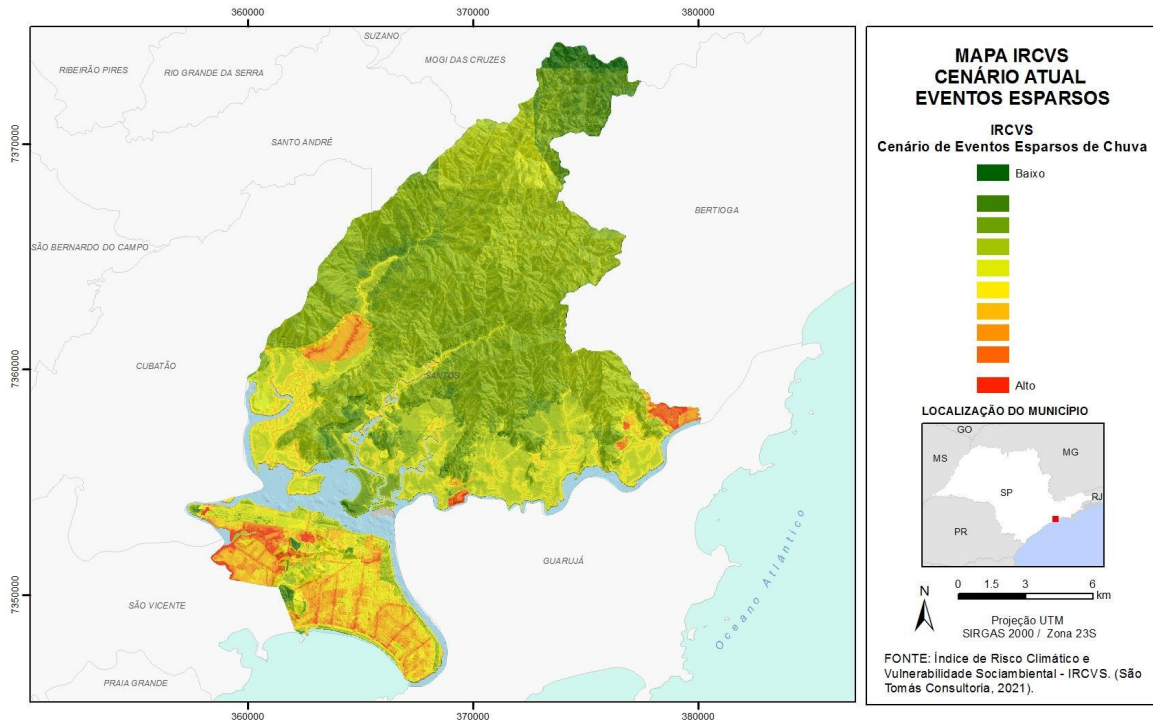 360000
370000
380000
SUZANO
RIBEIRÃO PIRES
RIO GRANDE DA SERRA
MOGI DAS CRUZES
SANTO ANDRÉ
7370000
BERTIOGA
SÃO BERNARDO DO CAMPO
CUBATÃO
7360000
SANTOS
GUARUJÁ
Oceano Atlântico
7350000
SÃO VICENTE
PRAIA GRANDE
360000
370000
380000
MAPA IRCVS
CENÁRIO ATUAL
EVENTOS ESPARSOS
IRCVS
Cenário de Eventos Esparsos de Chuva
Baixo
Alto
LOCALIZAÇÃO DO MUNICÍPIO
GO
MS
MG
SP
RJ
PR
N
0 1.5 3 6
km
Projeção UTM
SIRGAS 2000 / Zona 23S
FONTE: Índice de Risco Climático e
Vulnerabilidade Sociambiental - IRCVS. (São
Tomás Consultoria, 2021).